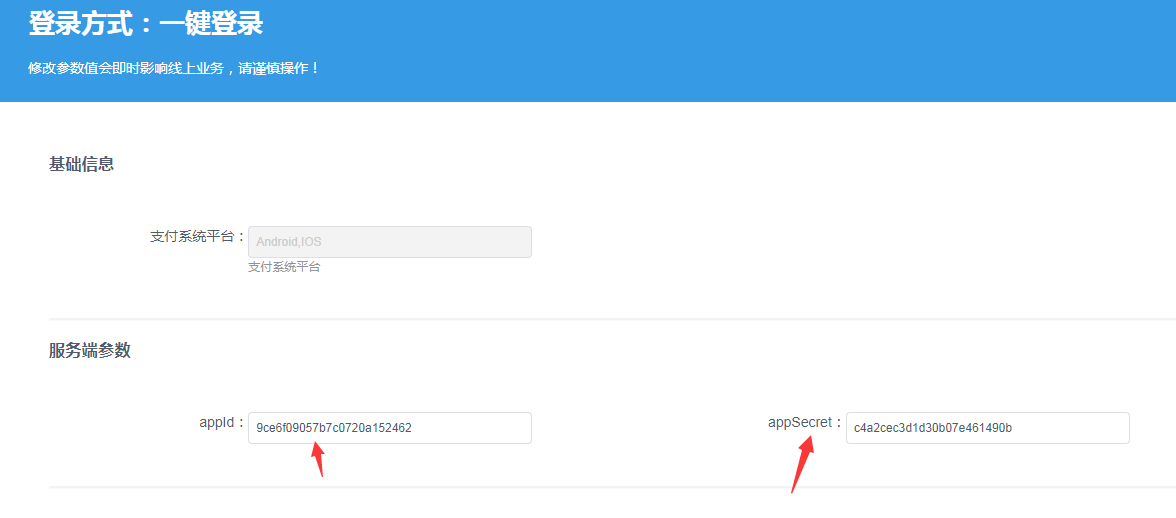 登录方式：一键登录
修改参数值会即时影响线上业务，请谨慎操作！
基础信息
支付系统平台： Android,IOS
支付系统平台
服务端参数
appId： 9ce6f09057b7c0720a152462 appSecret： c4a2cec3d1d30b07e461490b